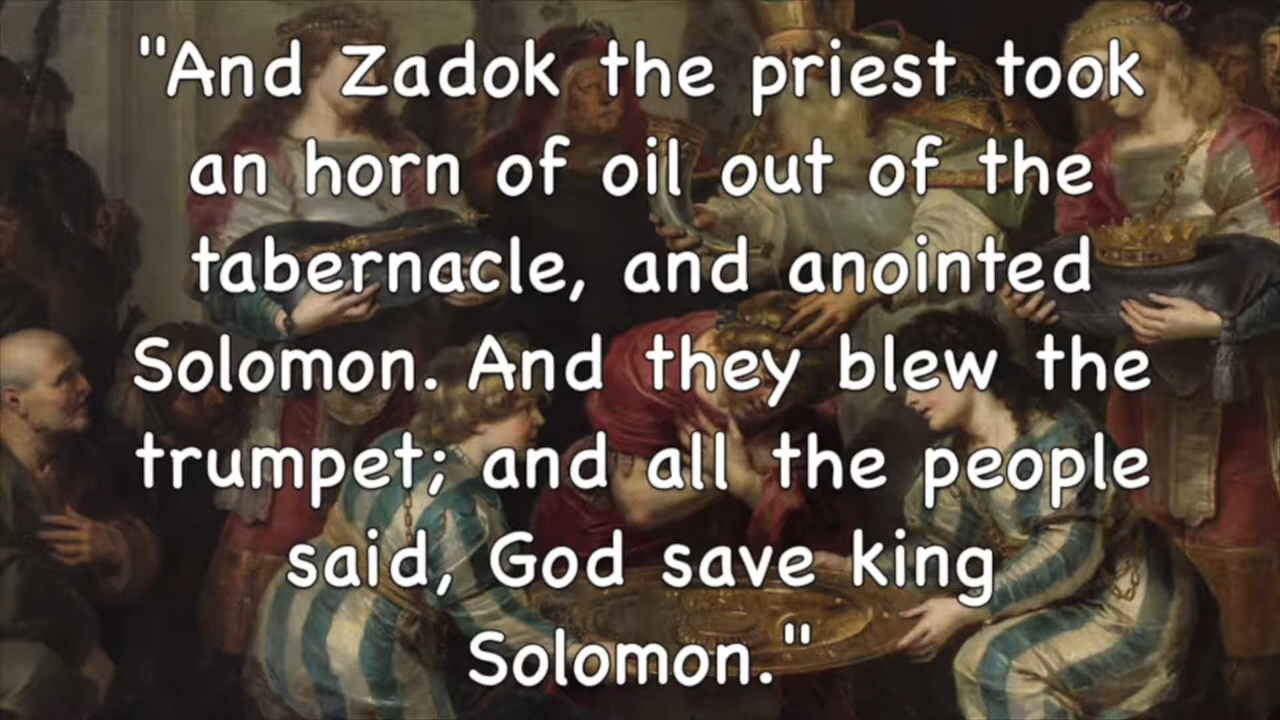 "And Zadok the priest took
an horn of oil out of the
tabernacle, and anointed
Solomon. And they blew the
trumpet; and all the people
said, God save king
Solomon."